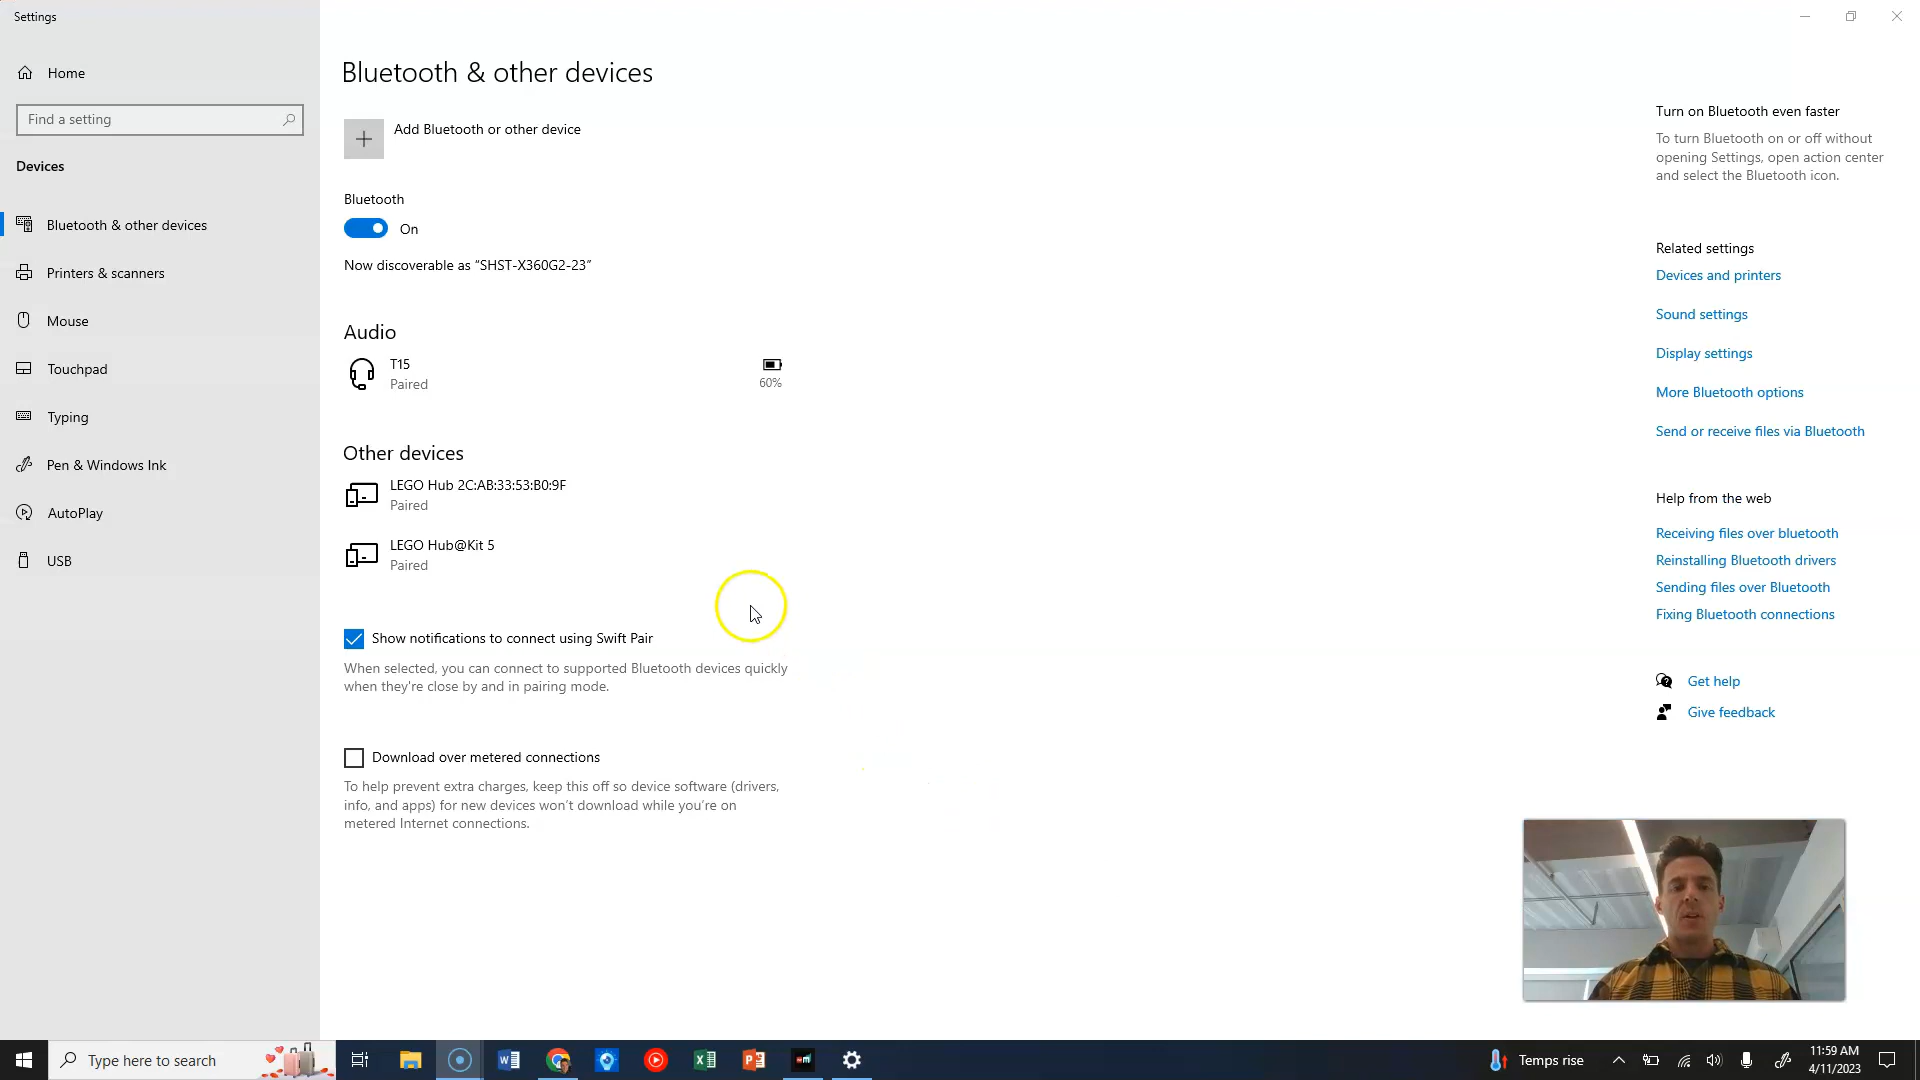 Settings
Home
Find a setting
Devices
Bluetooth & other devices
Printers & scanners
Mouse
Touchpad
Typing
Pen & Windows Ink
AutoPlay
USB
Bluetooth & other devices
Add Bluetooth or other device
Bluetooth
On
Now discoverable as “SHST-X360G2-23”
Audio
T15
Paired
60%
Other devices
LEGO Hub 2C:AB:33:53:B0:9F
Paired
LEGO Hub@Kit 5
Paired
Show notifications to connect using Swift Pair
When selected, you can connect to supported Bluetooth devices quickly
when they're close by and in pairing mode.
Download over metered connections
To help prevent extra charges, keep this off so device software (drivers,
info, and apps) for new devices won’t download while you’re on
metered Internet connections.
Turn on Bluetooth even faster
To turn Bluetooth on or off without
opening Settings, open action center
and select the Bluetooth icon.
Related settings
Devices and printers
Sound settings
Display settings
More Bluetooth options
Send or receive files via Bluetooth
Help from the web
Receiving files over bluetooth
Reinstalling Bluetooth drivers
Sending files over Bluetooth
Fixing Bluetooth connections
Get help
Give feedback
Type here to search
Temps rise
11:59 AM
4/11/2023